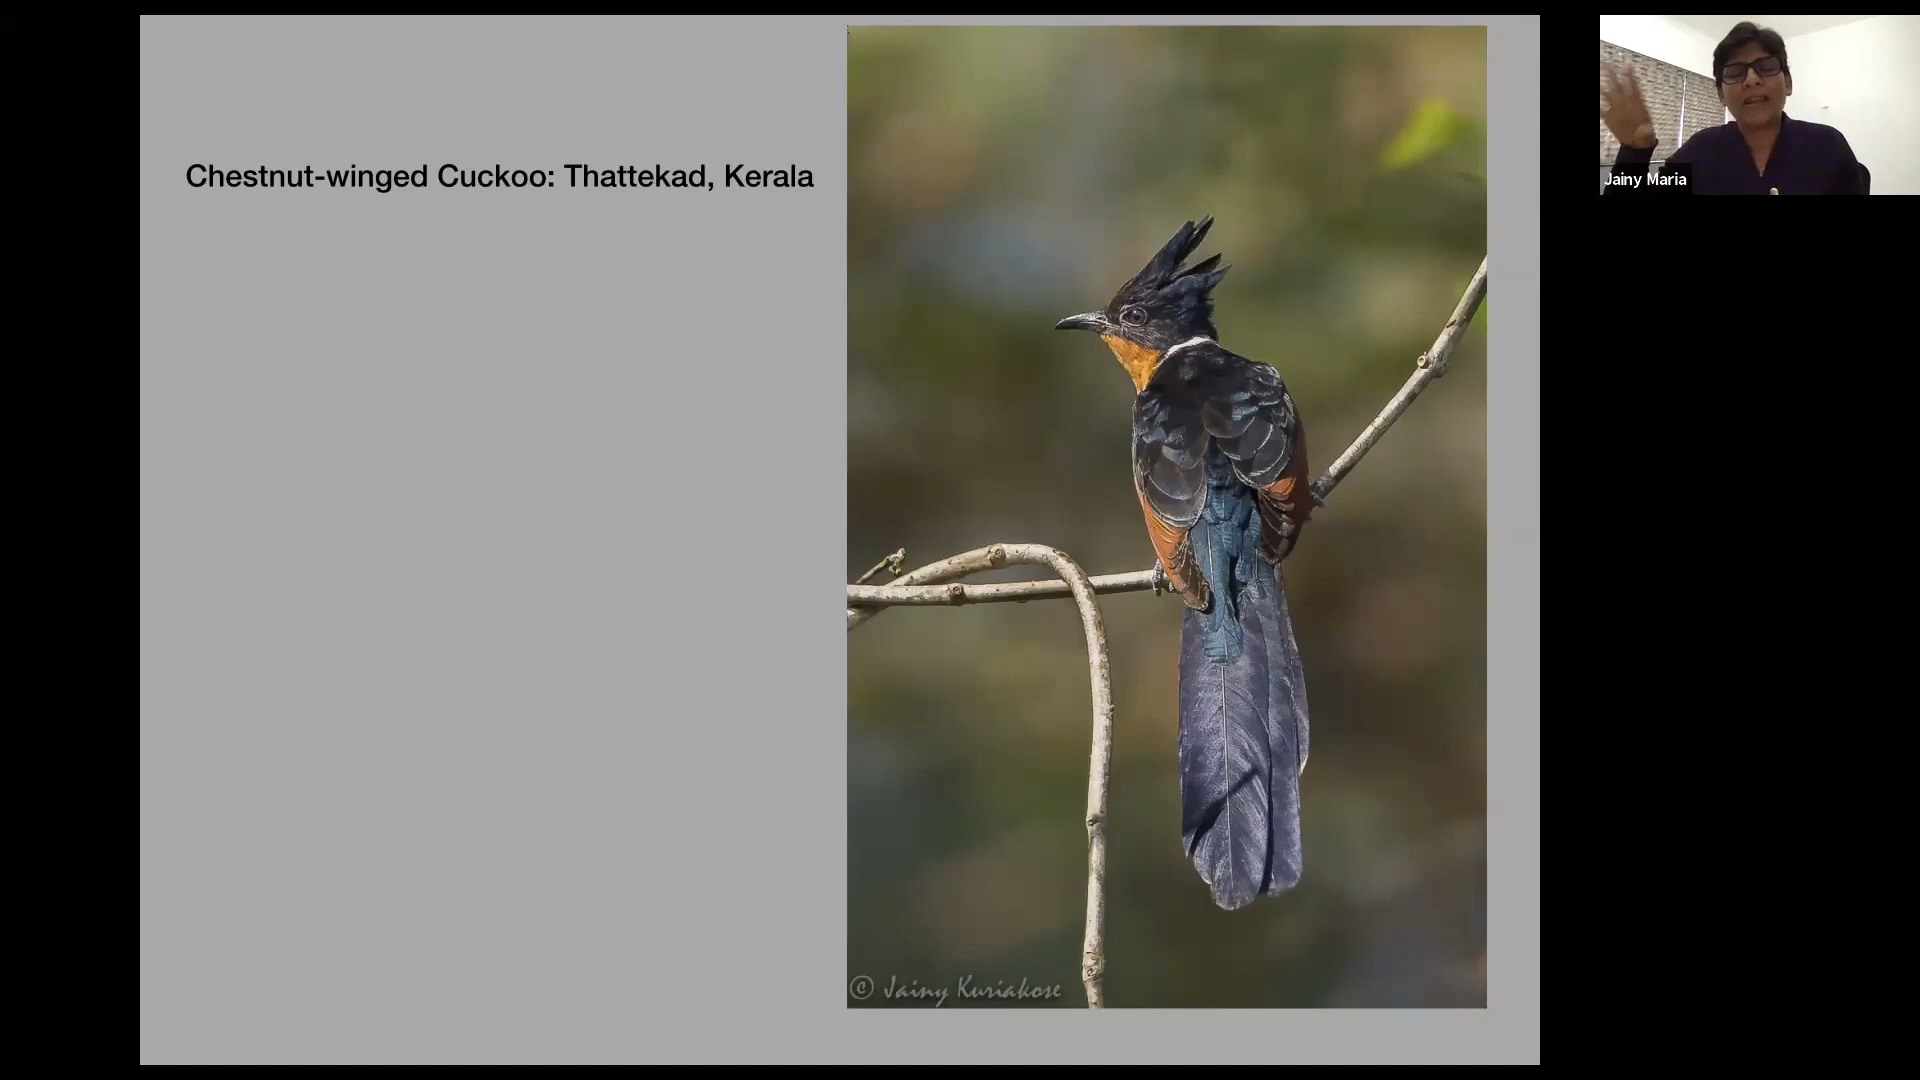 Chestnut-winged Cuckoo: Thattekad, Kerala
Jainy Maria
© Jainy Kuriakose